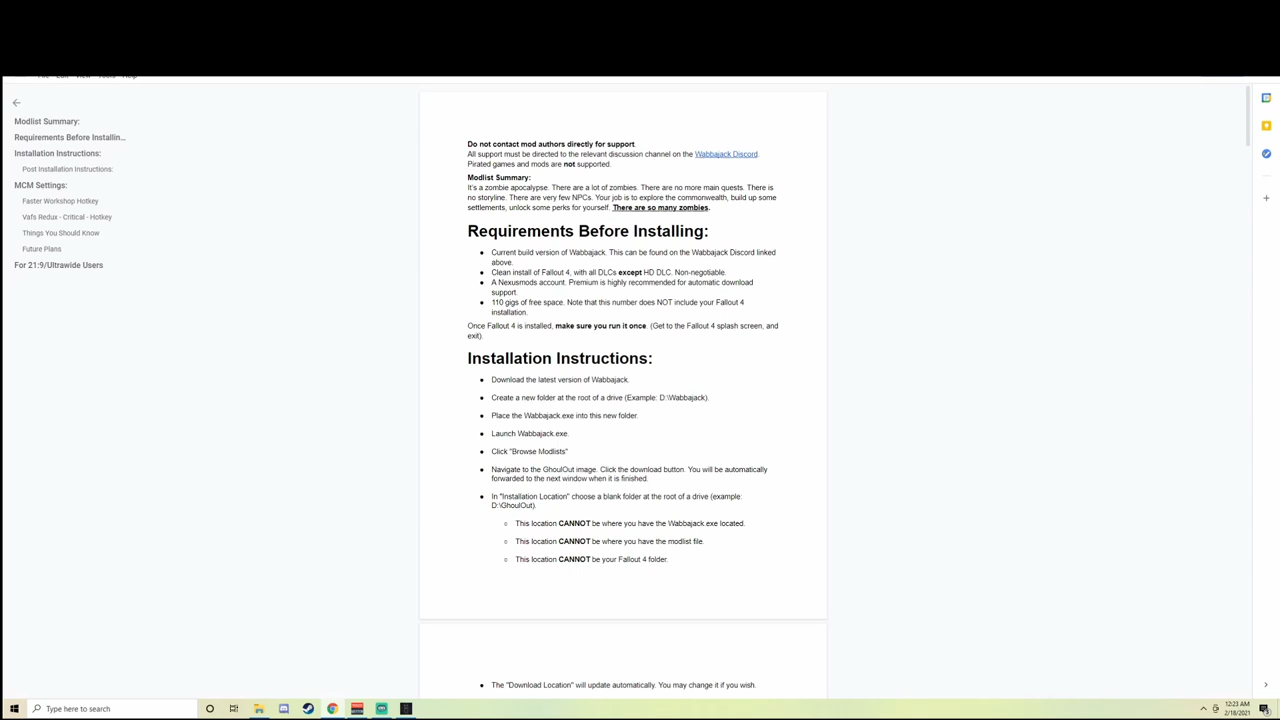 File Edit View Tools Help
Modlist Summary:
Requirements Before Installin...
Installation Instructions:
Post Installation Instructions:
MCM Settings:
Faster Workshop Hotkey
Vafs Redux - Critical - Hotkey
Things You Should Know
Future Plans
For 21:9/Ultrawide Users
Do not contact mod authors directly for support.
All support must be directed to the relevant discussion channel on the Wabbajack Discord.
Pirated games and mods are not supported.
Modlist Summary:
It's a zombie apocalypse. There are a lot of zombies. There are no more main quests. There is
no storyline. There are very few NPCs. Your job is to explore the commonwealth, build up some
settlements, unlock some perks for yourself. There are so many zombies.
Requirements Before Installing:
● Current build version of Wabbajack. This can be found on the Wabbajack Discord linked
above.
● Clean install of Fallout 4, with all DLCs except HD DLC. Non-negotiable.
● A Nexusmods account. Premium is highly recommended for automatic download
support.
● 110 gigs of free space. Note that this number does NOT include your Fallout 4
installation.
Once Fallout 4 is installed, make sure you run it once. (Get to the Fallout 4 splash screen, and
exit).
Installation Instructions:
● Download the latest version of Wabbajack.
● Create a new folder at the root of a drive (Example: D:\Wabbajack).
● Place the Wabbajack.exe into this new folder.
● Launch Wabbajack.exe.
● Click "Browse Modlists"
● Navigate to the GhoulOut image. Click the download button. You will be automatically
forwarded to the next window when it is finished.
● In "Installation Location" choose a blank folder at the root of a drive (example:
D:\GhoulOut).
○ This location CANNOT be where you have the Wabbajack.exe located.
○ This location CANNOT be where you have the modlist file.
○ This location CANNOT be your Fallout 4 folder.
● The "Download Location" will update automatically. You may change it if you wish.
Type here to search
12:23 AM
2/18/2021